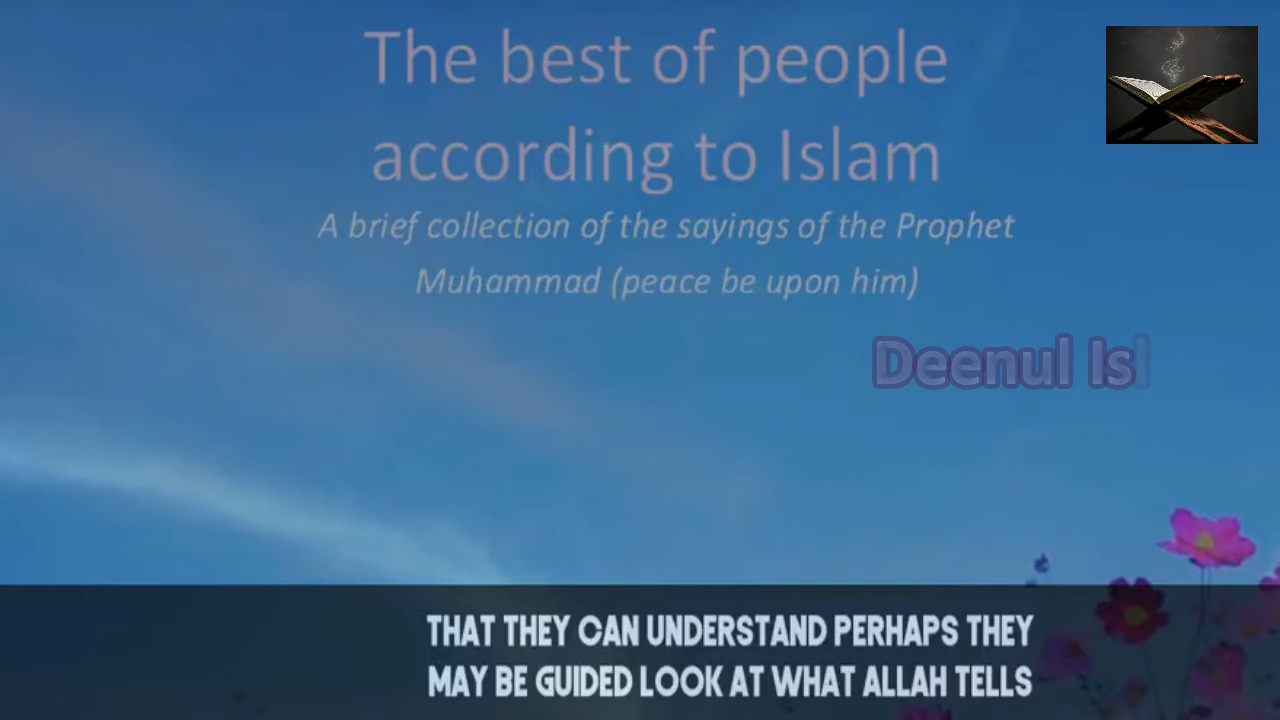 The best of people
according to Islam
A brief collection of the sayings of the Prophet
Muhammad (peace be upon him)
Deenul Isl
THAT THEY CAN UNDERSTAND PERHAPS THEY
MAY BE GUIDED LOOK AT WHAT ALLAH TELLS